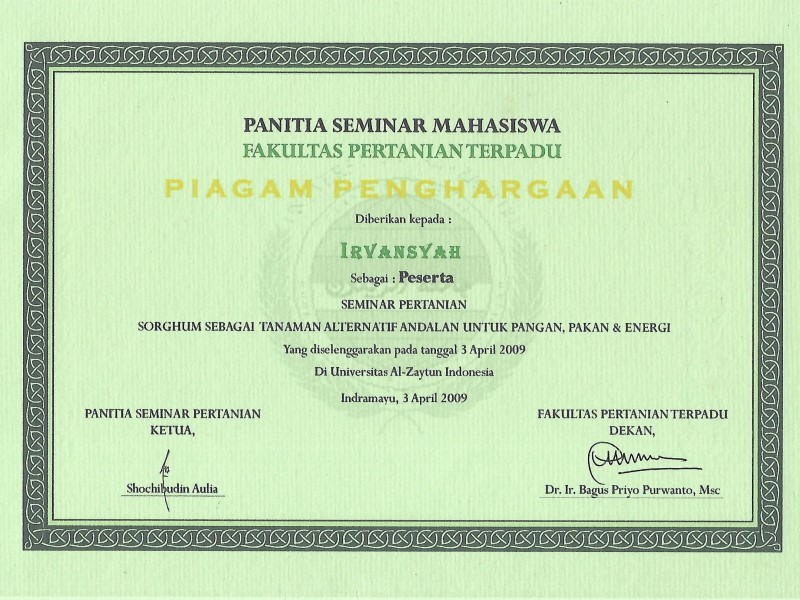 PANITIA SEMINAR MAHASISWA
FAKULTAS PERTANIAN TERPADU
PIAGAM PENGHARGAAN
Diberikan kepada :
IRVANSYAH
Sebagai : Peserta
SEMINAR PERTANIAN
SORGHUM SEBAGAI TANAMAN ALTERNATIF ANDALAN UNTUK PANGAN, PAKAN & ENERGI
Yang diselenggarakan pada tanggal 3 April 2009
Di Universitas Al-Zaytun Indonesia
Indramayu, 3 April 2009
PANITIA SEMINAR PERTANIAN
KETUA,
Shochibudin Aulia
FAKULTAS PERTANIAN TERPADU
DEKAN,
Dr. Ir. Bagus Priyo Purwanto, Msc